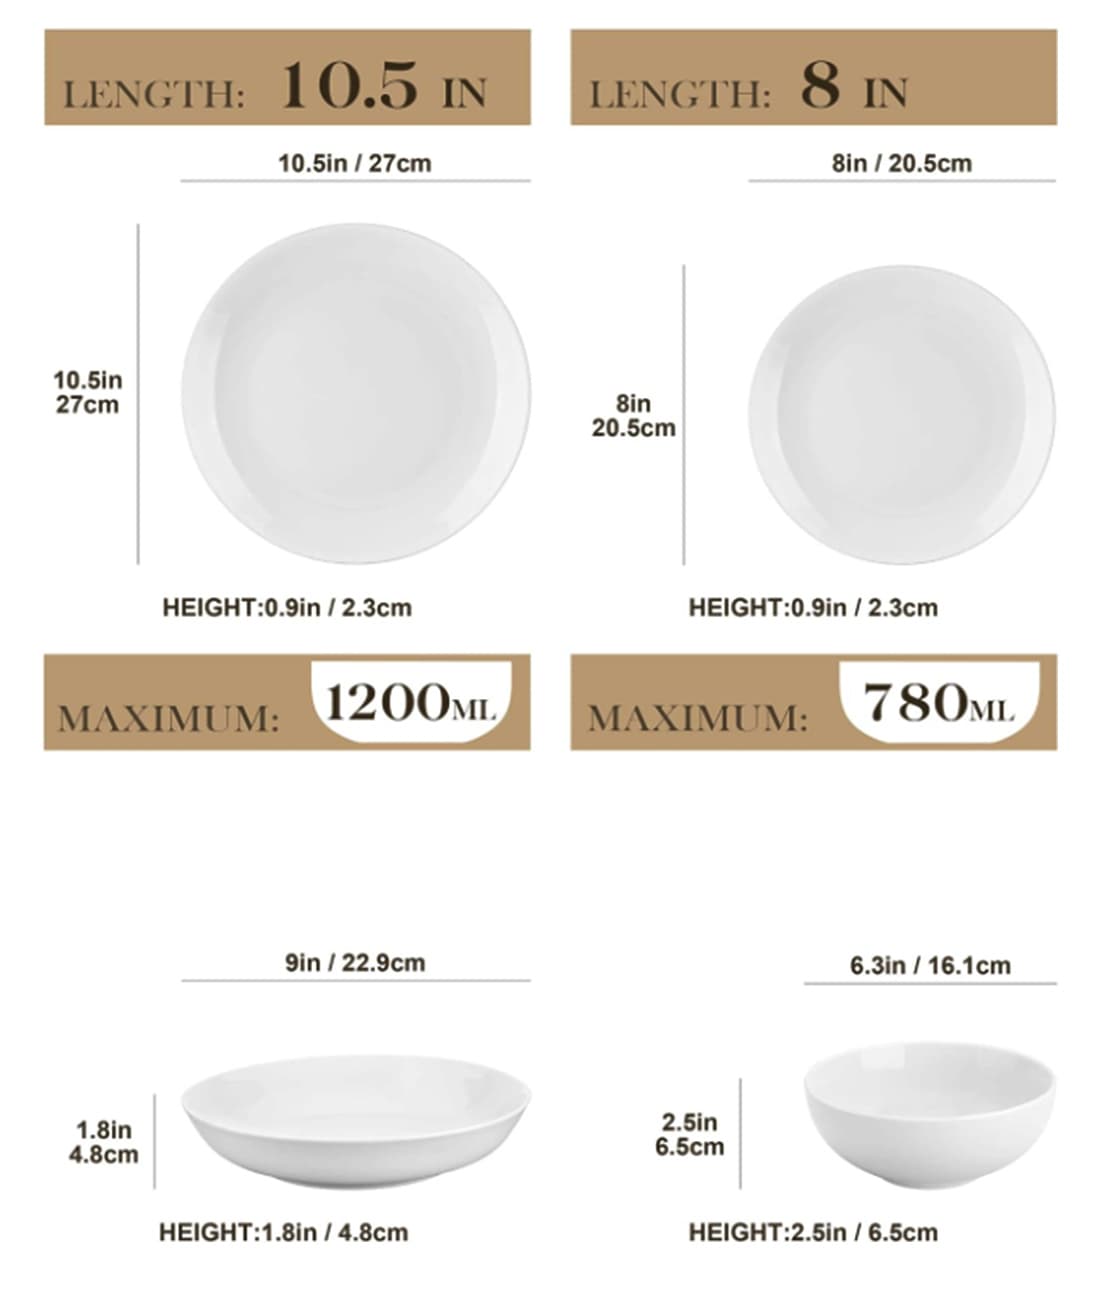 LENGTH: 10.5 IN
10.5in / 27cm
10.5in
27cm
HEIGHT:0.9in / 2.3cm
LENGTH: 8 IN
8in / 20.5cm
8in
20.5cm
HEIGHT:0.9in / 2.3cm
MAXIMUM: 1200ML
9in / 22.9cm
1.8in
4.8cm
HEIGHT:1.8in / 4.8cm
MAXIMUM: 780ML
6.3in / 16.1cm
2.5in
6.5cm
HEIGHT:2.5in / 6.5cm